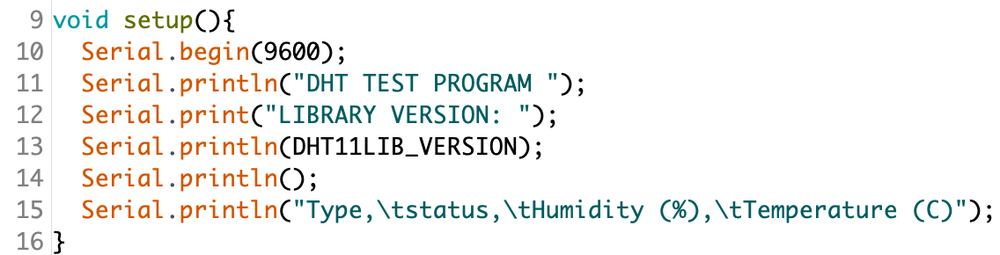 9 void setup(){
10   Serial.begin(9600);
11   Serial.println("DHT TEST PROGRAM ");
12   Serial.print("LIBRARY VERSION: ");
13   Serial.println(DHT11LIB_VERSION);
14   Serial.println();
15   Serial.println("Type,\tstatus,\tHumidity (%),\tTemperature (C)");
16 }